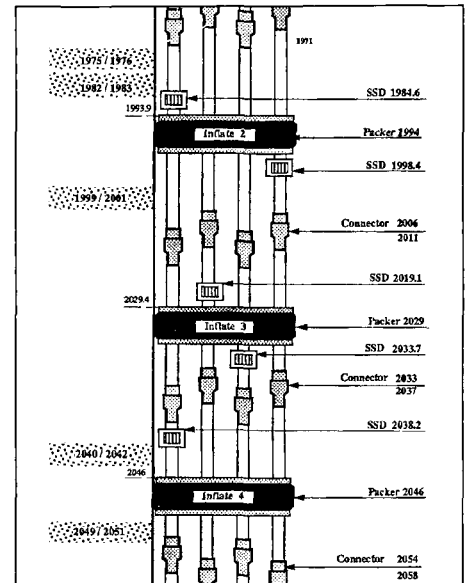 1971
1975 / 1976
1982 / 1983
SSD 1984.6
1993.9
Inflate 2
Packer 1994
SSD 1998.4
1999 / 2001
Connector 2006
2011
SSD 2019.1
2029.4
Inflate 3
Packer 2029
SSD 2033.7
Connector 2033
2037
SSD 2038.2
2040 / 2042
2046
Inflate 4
Packer 2046
2049 / 2051
Connector 2054
2058